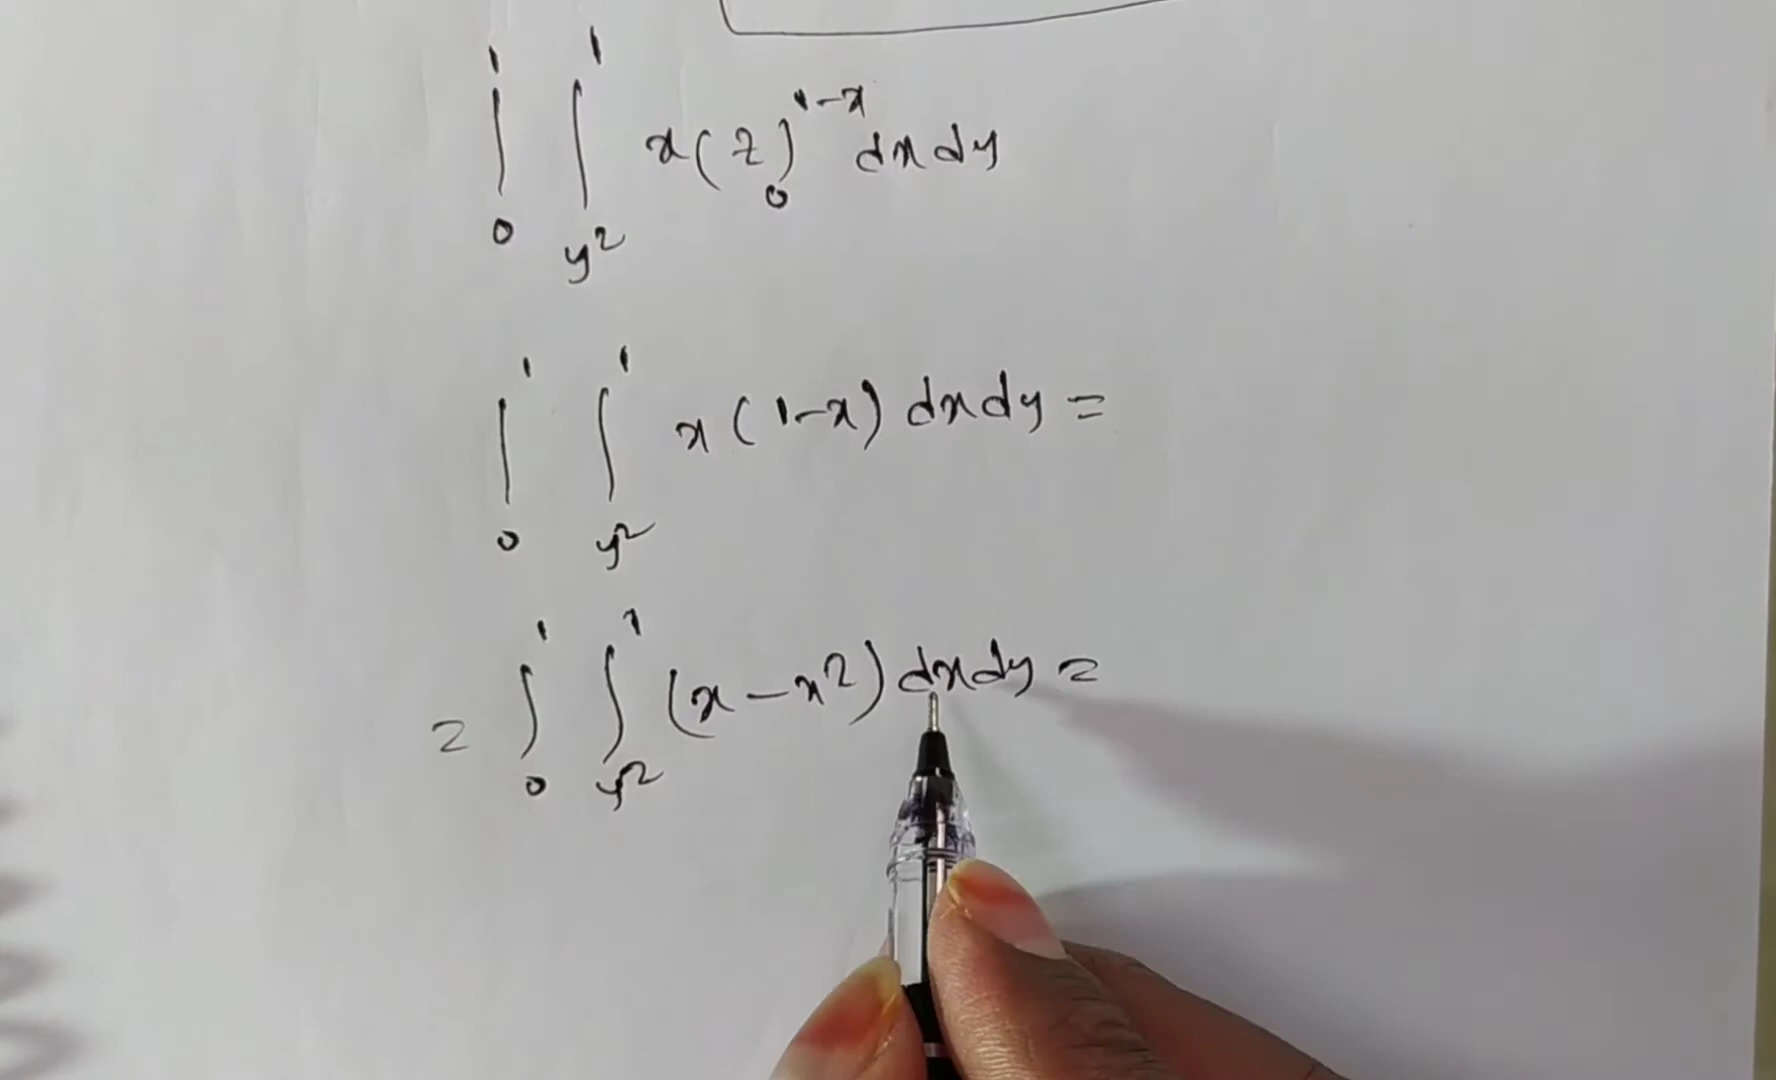 ∫₀¹ ∫_{y²}¹ x(z)₀^{1-x} dx dy
∫₀¹ ∫_{y²}¹ x(1-x) dx dy =
= ∫₀¹ ∫_{y²}¹ (x-x²) dx dy =